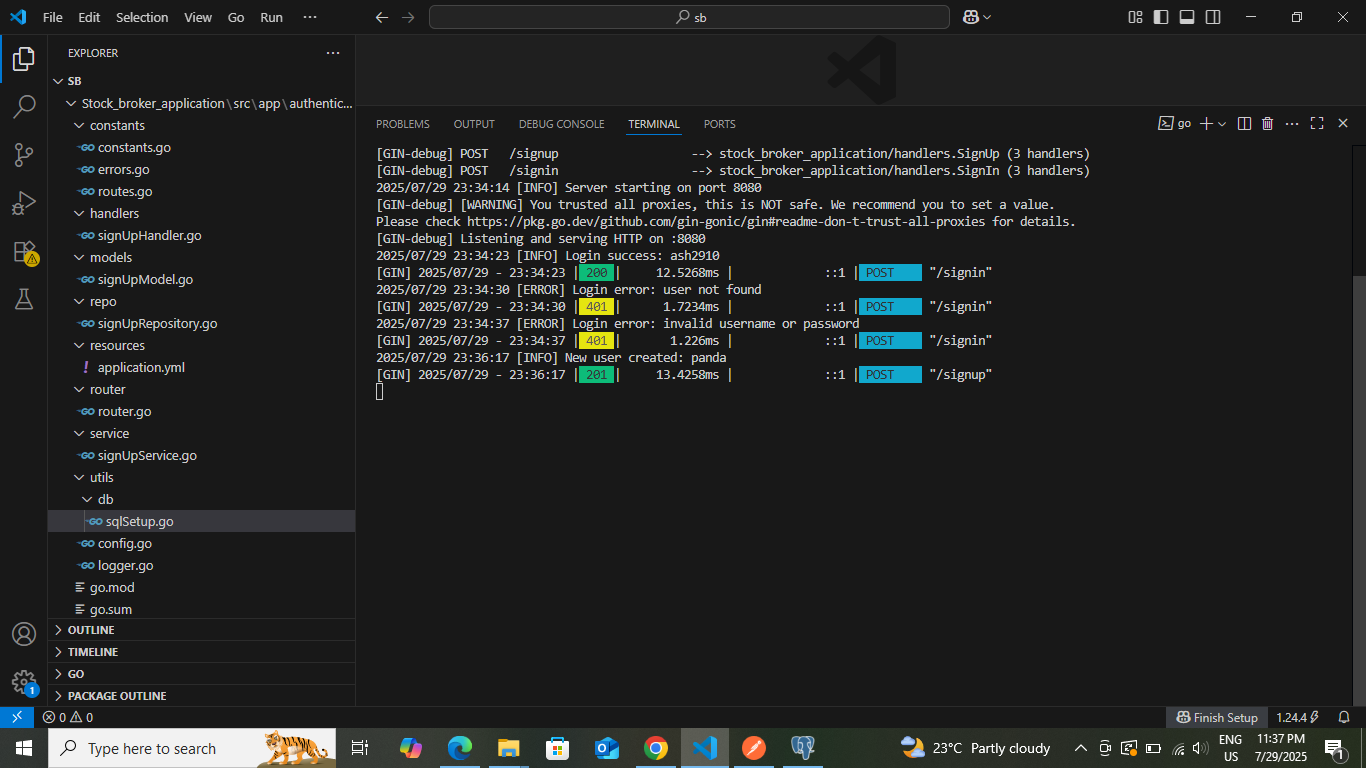 File Edit Selection View Go Run ··· sb
EXPLORER ···
SB
Stock_broker_application\src\app\authentic...
constants
constants.go
errors.go
routes.go
handlers
signUpHandler.go
models
signUpModel.go
repo
signUpRepository.go
resources
! application.yml
router
router.go
service
signUpService.go
utils
db
sqlSetup.go
config.go
logger.go
go.mod
go.sum
OUTLINE
TIMELINE
GO
PACKAGE OUTLINE
PROBLEMS OUTPUT DEBUG CONSOLE TERMINAL PORTS go ···
[GIN-debug] POST /signup --> stock_broker_application/handlers.SignUp (3 handlers)
[GIN-debug] POST /signin --> stock_broker_application/handlers.SignIn (3 handlers)
2025/07/29 23:34:14 [INFO] Server starting on port 8080
[GIN-debug] [WARNING] You trusted all proxies, this is NOT safe. We recommend you to set a value.
Please check https://pkg.go.dev/github.com/gin-gonic/gin#readme-don-t-trust-all-proxies for details.
[GIN-debug] Listening and serving HTTP on :8080
2025/07/29 23:34:23 [INFO] Login success: ash2910
[GIN] 2025/07/29 - 23:34:23 | 200 | 12.5268ms | ::1 | POST "/signin"
2025/07/29 23:34:30 [ERROR] Login error: user not found
[GIN] 2025/07/29 - 23:34:30 | 401 | 1.7234ms | ::1 | POST "/signin"
2025/07/29 23:34:37 [ERROR] Login error: invalid username or password
[GIN] 2025/07/29 - 23:34:37 | 401 | 1.226ms | ::1 | POST "/signin"
2025/07/29 23:36:17 [INFO] New user created: panda
[GIN] 2025/07/29 - 23:36:17 | 201 | 13.4258ms | ::1 | POST "/signup"
1
0 0 Finish Setup 1.24.4
Type here to search 23°C Partly cloudy ENG US 11:37 PM 7/29/2025 1